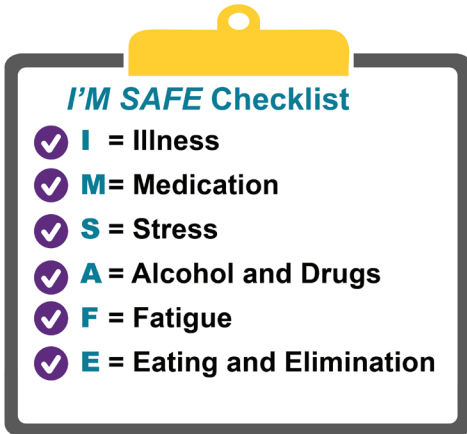 I'M SAFE Checklist
I = Illness
M= Medication
S = Stress
A = Alcohol and Drugs
F = Fatigue
E = Eating and Elimination